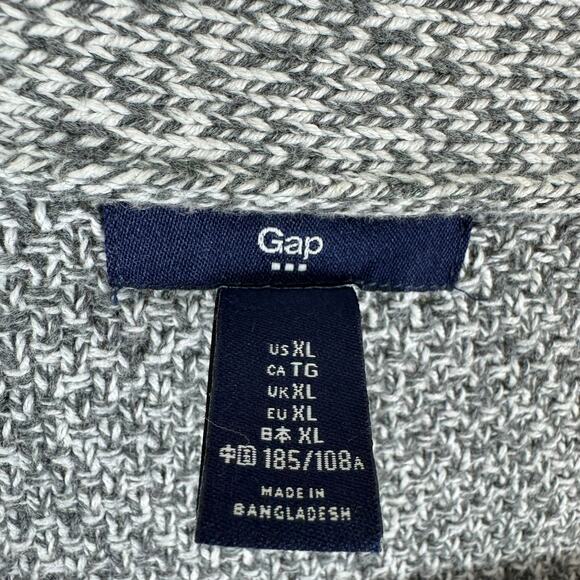 Gap
US XL
CA TG
UK XL
EU XL
日本 XL
中国 185/108A
MADE IN
BANGLADESH